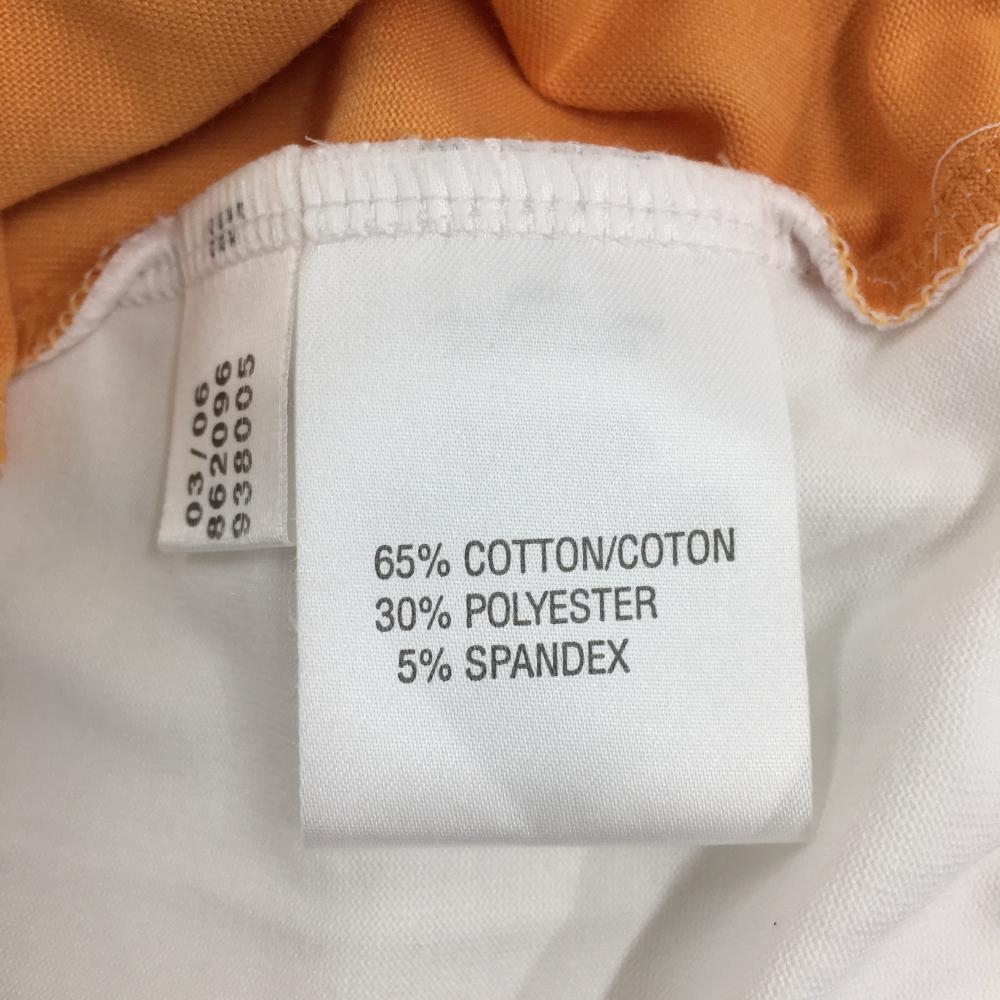 03/06
862096
938005
65% COTTON/COTON
30% POLYESTER
5% SPANDEX